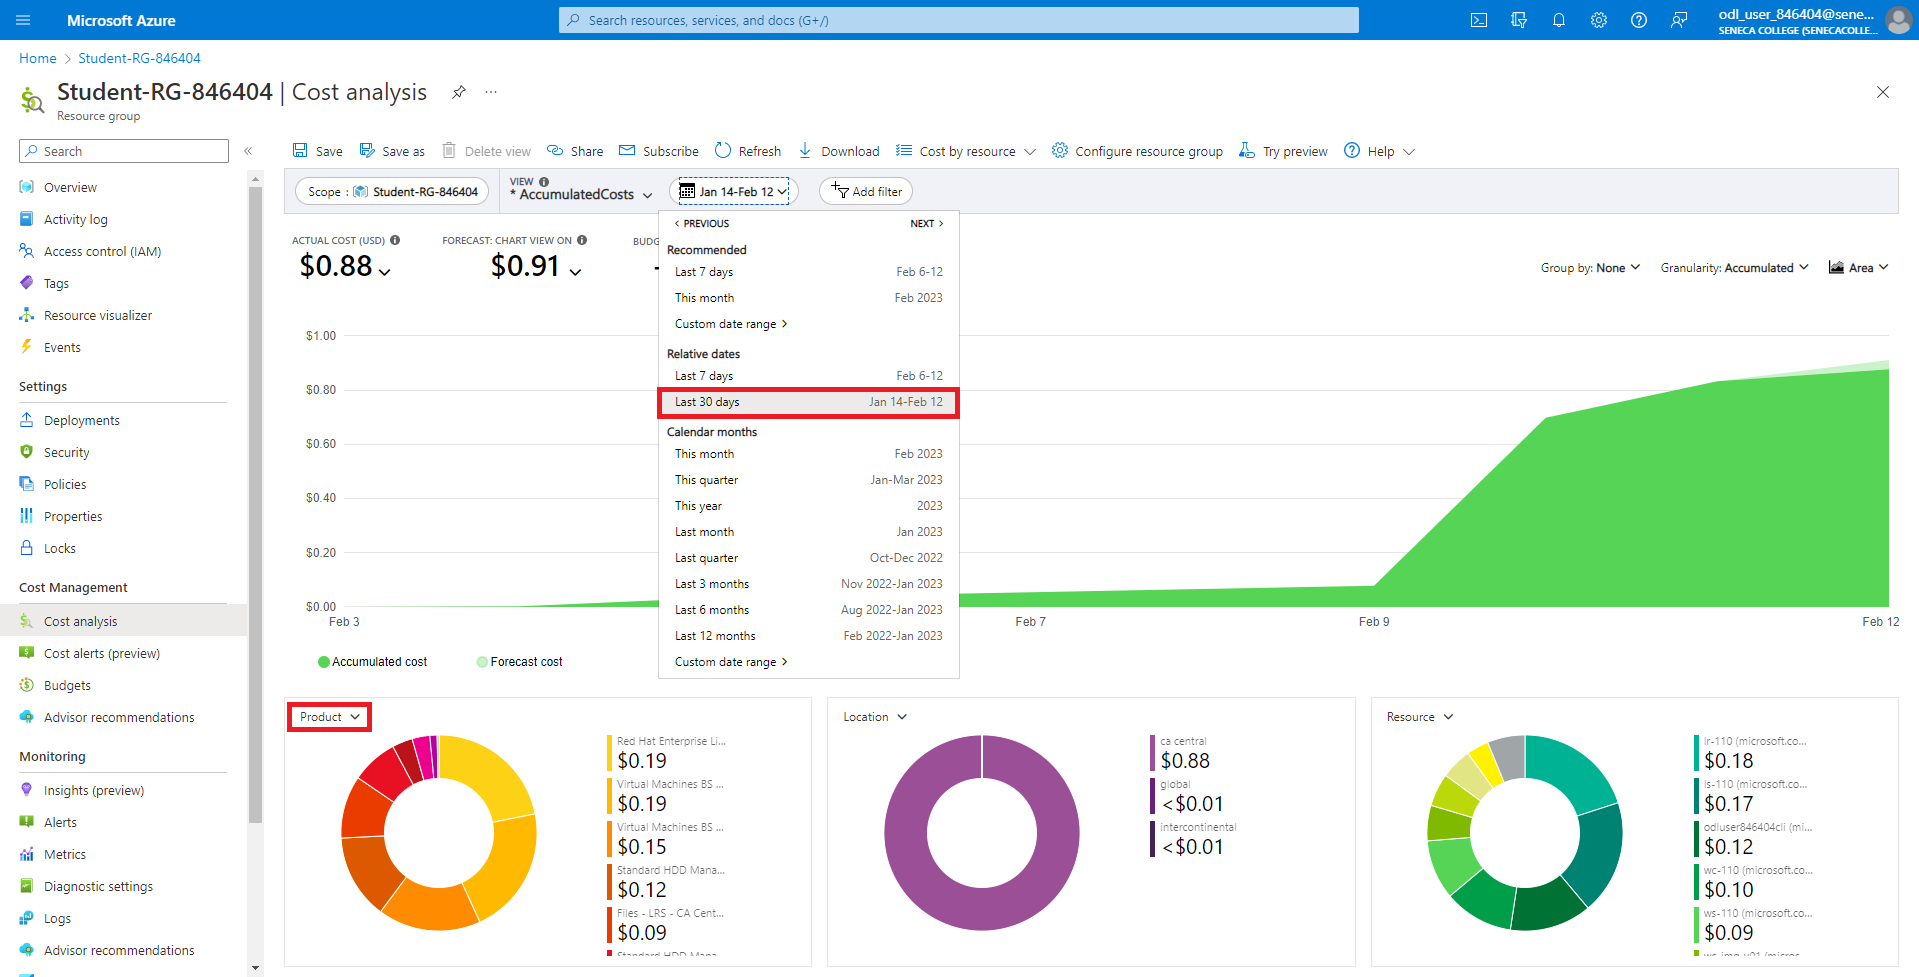 Microsoft Azure
Search resources, services, and docs (G+/)
odl_user_846404@sene...
SENECA COLLEGE (SENECACOLLE...
Home > Student-RG-846404
Student-RG-846404 | Cost analysis
Resource group
Search
Overview
Activity log
Access control (IAM)
Tags
Resource visualizer
Events
Settings
Deployments
Security
Policies
Properties
Locks
Cost Management
Cost analysis
Cost alerts (preview)
Budgets
Advisor recommendations
Monitoring
Insights (preview)
Alerts
Metrics
Diagnostic settings
Logs
Advisor recommendations
Save
Save as
Delete view
Share
Subscribe
Refresh
Download
Cost by resource
Configure resource group
Try preview
Help
Scope : Student-RG-846404
VIEW
* AccumulatedCosts
Jan 14-Feb 12
Add filter
ACTUAL COST (USD)
$0.88
FORECAST: CHART VIEW ON
$0.91
BUDG
Group by: None
Granularity: Accumulated
Area
< PREVIOUS NEXT >
Recommended
Last 7 days Feb 6-12
This month Feb 2023
Custom date range >
Relative dates
Last 7 days Feb 6-12
Last 30 days Jan 14-Feb 12
Calendar months
This month Feb 2023
This quarter Jan-Mar 2023
This year 2023
Last month Jan 2023
Last quarter Oct-Dec 2022
Last 3 months Nov 2022-Jan 2023
Last 6 months Aug 2022-Jan 2023
Last 12 months Feb 2022-Jan 2023
Custom date range >
$1.00
$0.80
$0.60
$0.40
$0.20
$0.00
Feb 3 Feb 7 Feb 9 Feb 12
Accumulated cost
Forecast cost
Product
Red Hat Enterprise Li...
$0.19
Virtual Machines BS ...
$0.19
Virtual Machines BS ...
$0.15
Standard HDD Mana...
$0.12
Files - LRS - CA Cent...
$0.09
Standard HDD Mana...
Location
ca central
$0.88
global
<$0.01
intercontinental
<$0.01
Resource
lr-110 (microsoft.co...
$0.18
ls-110 (microsoft.co...
$0.17
odluser846404cli (mi...
$0.12
wc-110 (microsoft.co...
$0.10
ws-110 (microsoft.co...
$0.09